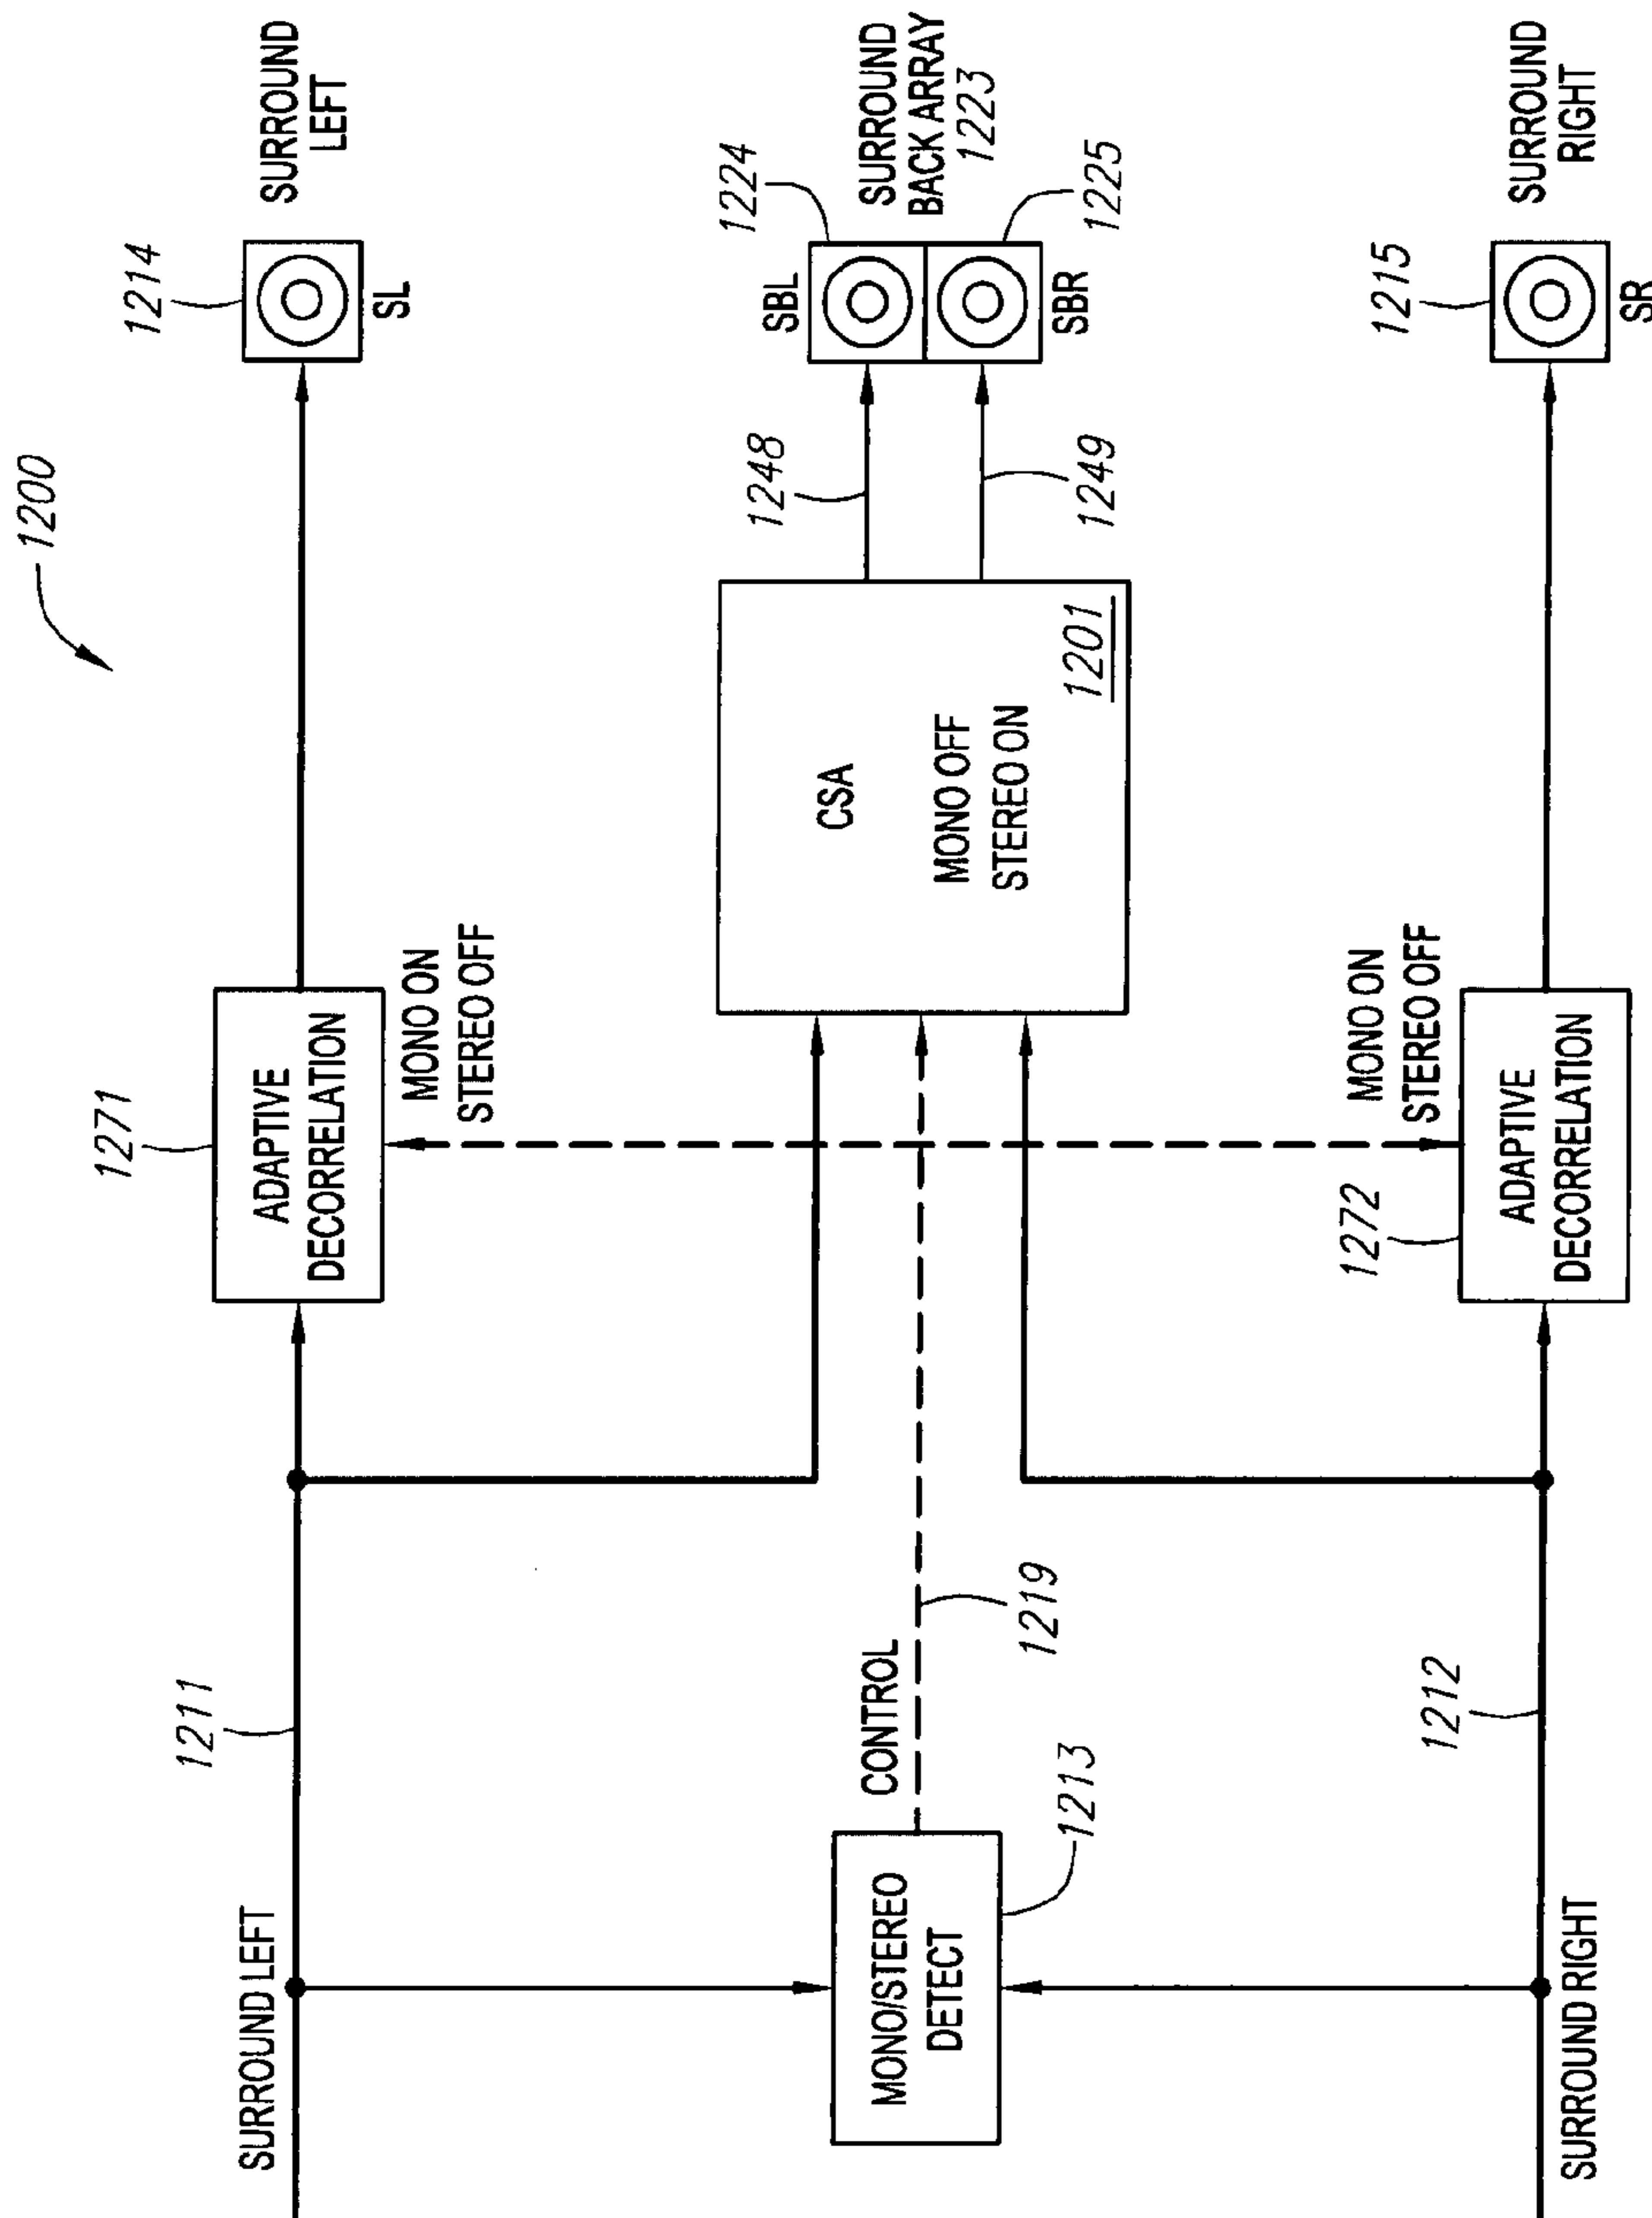 1200
SURROUND LEFT
1211
1271
ADAPTIVE
DECORRELATION
MONO ON
STEREO OFF
1214
SL
SURROUND
LEFT
MONO/STEREO
DETECT
1213
CONTROL
1219
CSA
MONO OFF
STEREO ON
1201
1248
1249
SBL
1224
SBR
1225
SURROUND
BACK ARRAY
1223
SURROUND RIGHT
1212
1272
MONO ON
STEREO OFF
ADAPTIVE
DECORRELATION
1215
SR
SURROUND
RIGHT